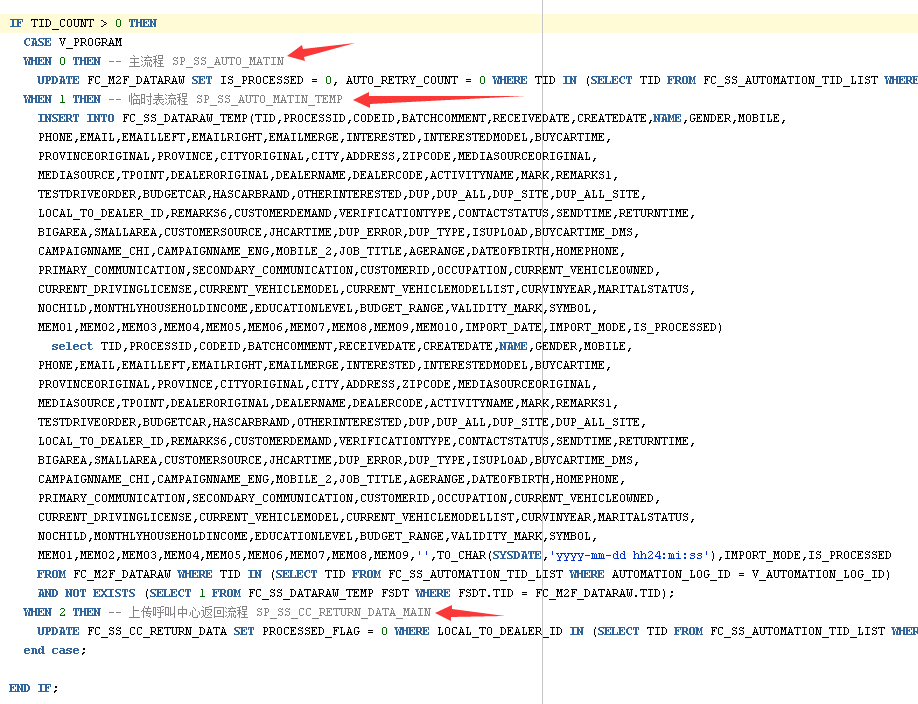 IF TID_COUNT > 0 THEN
CASE V_PROGRAM
WHEN 0 THEN -- 主流程 SP_SS_AUTO_MATIN
UPDATE FC_M2F_DATARAW SET IS_PROCESSED = 0, AUTO_RETRY_COUNT = 0 WHERE TID IN (SELECT TID FROM FC_SS_AUTOMATION_TID_LIST WHERE
WHEN 1 THEN -- 临时表流程 SP_SS_AUTO_MATIN_TEMP
INSERT INTO FC_SS_DATARAW_TEMP(TID,PROCESSID,CODEID,BATCHCOMMENT,RECEIVEDATE,CREATEDATE,NAME,GENDER,MOBILE,
PHONE,EMAIL,EMAILLEFT,EMAILRIGHT,EMAILMERGE,INTERESTED,INTERESTEDMODEL,BUYCARTIME,
PROVINCEORIGINAL,PROVINCE,CITYORIGINAL,CITY,ADDRESS,ZIPCODE,MEDIASOURCEORIGINAL,
MEDIASOURCE,TPOINT,DEALERORIGINAL,DEALERNAME,DEALERCODE,ACTIVITYNAME,MARK,REMARKS1,
TESTDRIVEORDER,BUDGETCAR,HASCARBRAND,OTHERINTERESTED,DUP,DUP_ALL,DUP_SITE,DUP_ALL_SITE,
LOCAL_TO_DEALER_ID,REMARKS6,CUSTOMERDEMAND,VERIFICATIONTYPE,CONTACTSTATUS,SENDTIME,RETURNTIME,
BIGAREA,SMALLAREA,CUSTOMERSOURCE,JHCARTIME,DUP_ERROR,DUP_TYPE,ISUPLOAD,BUYCARTIME_DMS,
CAMPAIGNNAME_CHI,CAMPAIGNNAME_ENG,MOBILE_2,JOB_TITLE,AGERANGE,DATEOFBIRTH,HOMEPHONE,
PRIMARY_COMMUNICATION,SECONDARY_COMMUNICATION,CUSTOMERID,OCCUPATION,CURRENT_VEHICLEOWNED,
CURRENT_DRIVINGLICENSE,CURRENT_VEHICLEMODEL,CURRENT_VEHICLEMODELLIST,CURVINYEAR,MARITALSTATUS,
NOCHILD,MONTHLYHOUSEHOLDINCOME,EDUCATIONLEVEL,BUDGET_RANGE,VALIDITY_MARK,SYMBOL,
MEMO1,MEMO2,MEMO3,MEMO4,MEMO5,MEMO6,MEMO7,MEMO8,MEMO9,MEMO10,IMPORT_DATE,IMPORT_MODE,IS_PROCESSED)
select TID,PROCESSID,CODEID,BATCHCOMMENT,RECEIVEDATE,CREATEDATE,NAME,GENDER,MOBILE,
PHONE,EMAIL,EMAILLEFT,EMAILRIGHT,EMAILMERGE,INTERESTED,INTERESTEDMODEL,BUYCARTIME,
PROVINCEORIGINAL,PROVINCE,CITYORIGINAL,CITY,ADDRESS,ZIPCODE,MEDIASOURCEORIGINAL,
MEDIASOURCE,TPOINT,DEALERORIGINAL,DEALERNAME,DEALERCODE,ACTIVITYNAME,MARK,REMARKS1,
TESTDRIVEORDER,BUDGETCAR,HASCARBRAND,OTHERINTERESTED,DUP,DUP_ALL,DUP_SITE,DUP_ALL_SITE,
LOCAL_TO_DEALER_ID,REMARKS6,CUSTOMERDEMAND,VERIFICATIONTYPE,CONTACTSTATUS,SENDTIME,RETURNTIME,
BIGAREA,SMALLAREA,CUSTOMERSOURCE,JHCARTIME,DUP_ERROR,DUP_TYPE,ISUPLOAD,BUYCARTIME_DMS,
CAMPAIGNNAME_CHI,CAMPAIGNNAME_ENG,MOBILE_2,JOB_TITLE,AGERANGE,DATEOFBIRTH,HOMEPHONE,
PRIMARY_COMMUNICATION,SECONDARY_COMMUNICATION,CUSTOMERID,OCCUPATION,CURRENT_VEHICLEOWNED,
CURRENT_DRIVINGLICENSE,CURRENT_VEHICLEMODEL,CURRENT_VEHICLEMODELLIST,CURVINYEAR,MARITALSTATUS,
NOCHILD,MONTHLYHOUSEHOLDINCOME,EDUCATIONLEVEL,BUDGET_RANGE,VALIDITY_MARK,SYMBOL,
MEMO1,MEMO2,MEMO3,MEMO4,MEMO5,MEMO6,MEMO7,MEMO8,MEMO9,'',TO_CHAR(SYSDATE,'yyyy-mm-dd hh24:mi:ss'),IMPORT_MODE,IS_PROCESSED
FROM FC_M2F_DATARAW WHERE TID IN (SELECT TID FROM FC_SS_AUTOMATION_TID_LIST WHERE AUTOMATION_LOG_ID = V_AUTOMATION_LOG_ID)
AND NOT EXISTS (SELECT 1 FROM FC_SS_DATARAW_TEMP FSDT WHERE FSDT.TID = FC_M2F_DATARAW.TID);
WHEN 2 THEN -- 上传呼叫中心返回流程 SP_SS_CC_RETURN_DATA_MAIN
UPDATE FC_SS_CC_RETURN_DATA SET PROCESSED_FLAG = 0 WHERE LOCAL_TO_DEALER_ID IN (SELECT TID FROM FC_SS_AUTOMATION_TID_LIST WHER
end case;
END IF;